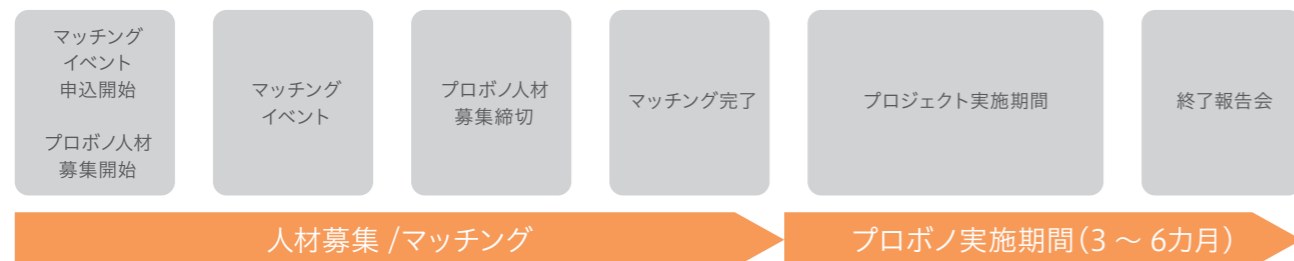 マッチング
イベント
申込開始
プロボノ人材
募集開始
マッチング
イベント
プロボノ人材
募集締切
マッチング完了
プロジェクト実施期間
終了報告会
人材募集 /マッチング
プロボノ実施期間（3 ～ 6カ月）